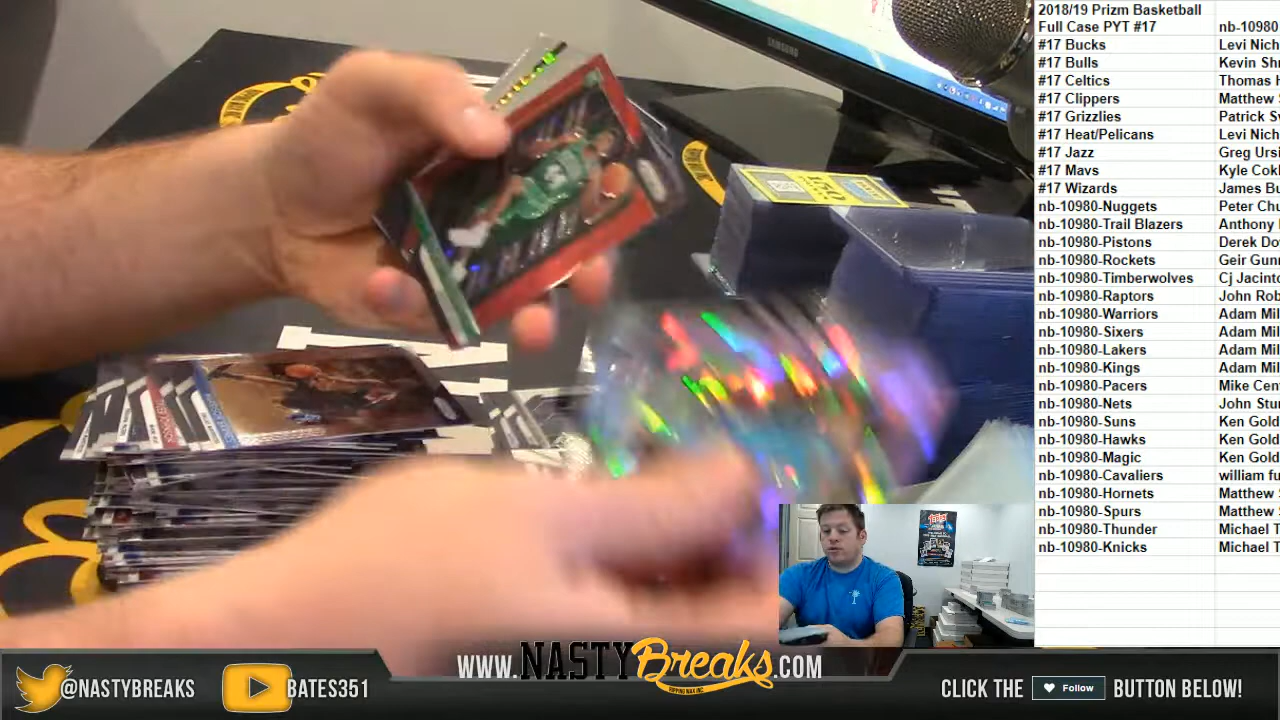 SAMSUNG
2018/19 Prizm Basketball
Full Case PYT #17 nb-10980
#17 Bucks Levi Nich
#17 Bulls Kevin Shr
#17 Celtics Thomas
#17 Clippers Matthew
#17 Grizzlies Patrick Sv
#17 Heat/Pelicans Levi Nich
#17 Jazz Greg Ursi
#17 Mavs Kyle Cok
#17 Wizards James Bu
nb-10980-Nuggets Peter Chu
nb-10980-Trail Blazers Anthony
nb-10980-Pistons Derek Do
nb-10980-Rockets Geir Gunn
nb-10980-Timberwolves Cj Jacint
nb-10980-Raptors John Rob
nb-10980-Warriors Adam Mil
nb-10980-Sixers Adam Mil
nb-10980-Lakers Adam Mil
nb-10980-Kings Adam Mil
nb-10980-Pacers Mike Cen
nb-10980-Nets John Stu
nb-10980-Suns Ken Gold
nb-10980-Hawks Ken Gold
nb-10980-Magic Ken Gold
nb-10980-Cavaliers william fu
nb-10980-Hornets Matthew
nb-10980-Spurs Matthew
nb-10980-Thunder Michael T
nb-10980-Knicks Michael T
@NASTYBREAKS
BATES351
WWW.NASTYBreaks.COM
RIPPING WAX INC.
CLICK THE Follow BUTTON BELOW!